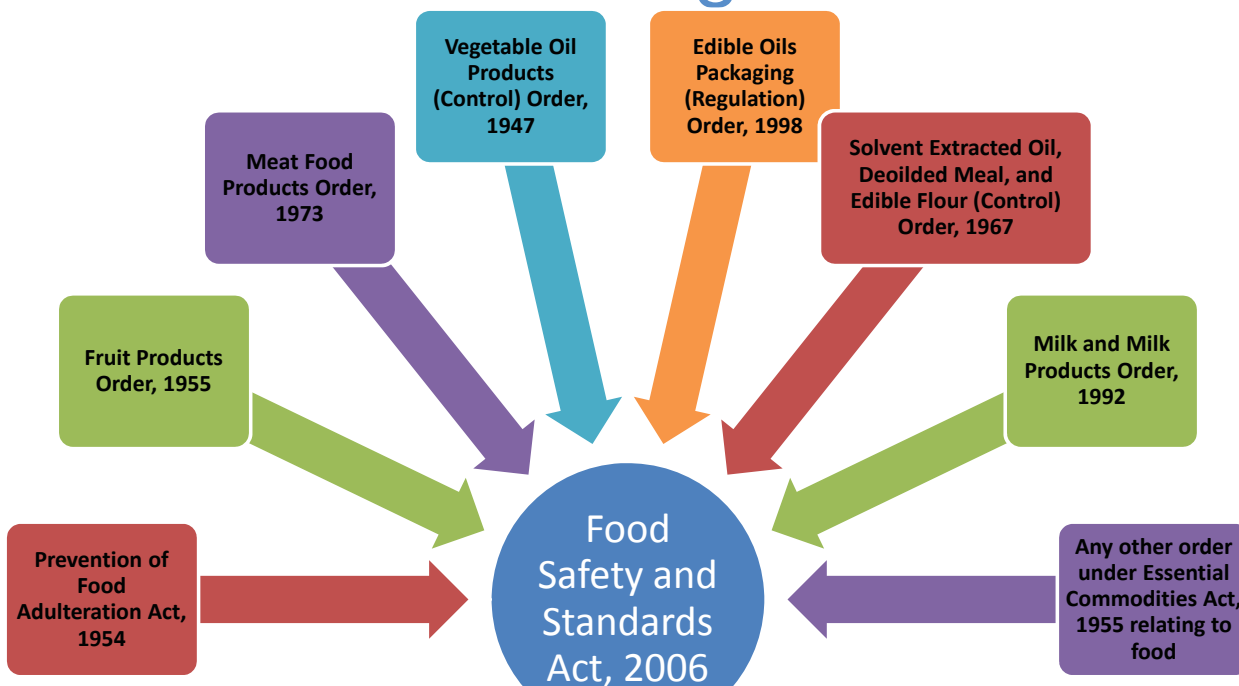 Vegetable Oil
Products
(Control) Order,
1947
Edible Oils
Packaging
(Regulation)
Order, 1998
Meat Food
Products Order,
1973
Solvent Extracted Oil,
Deoilded Meal, and
Edible Flour (Control)
Order, 1967
Fruit Products
Order, 1955
Milk and Milk
Products Order,
1992
Prevention of
Food
Adulteration Act,
1954
Food
Safety and
Standards
Act, 2006
Any other order
under Essential
Commodities Act,
1955 relating to
food